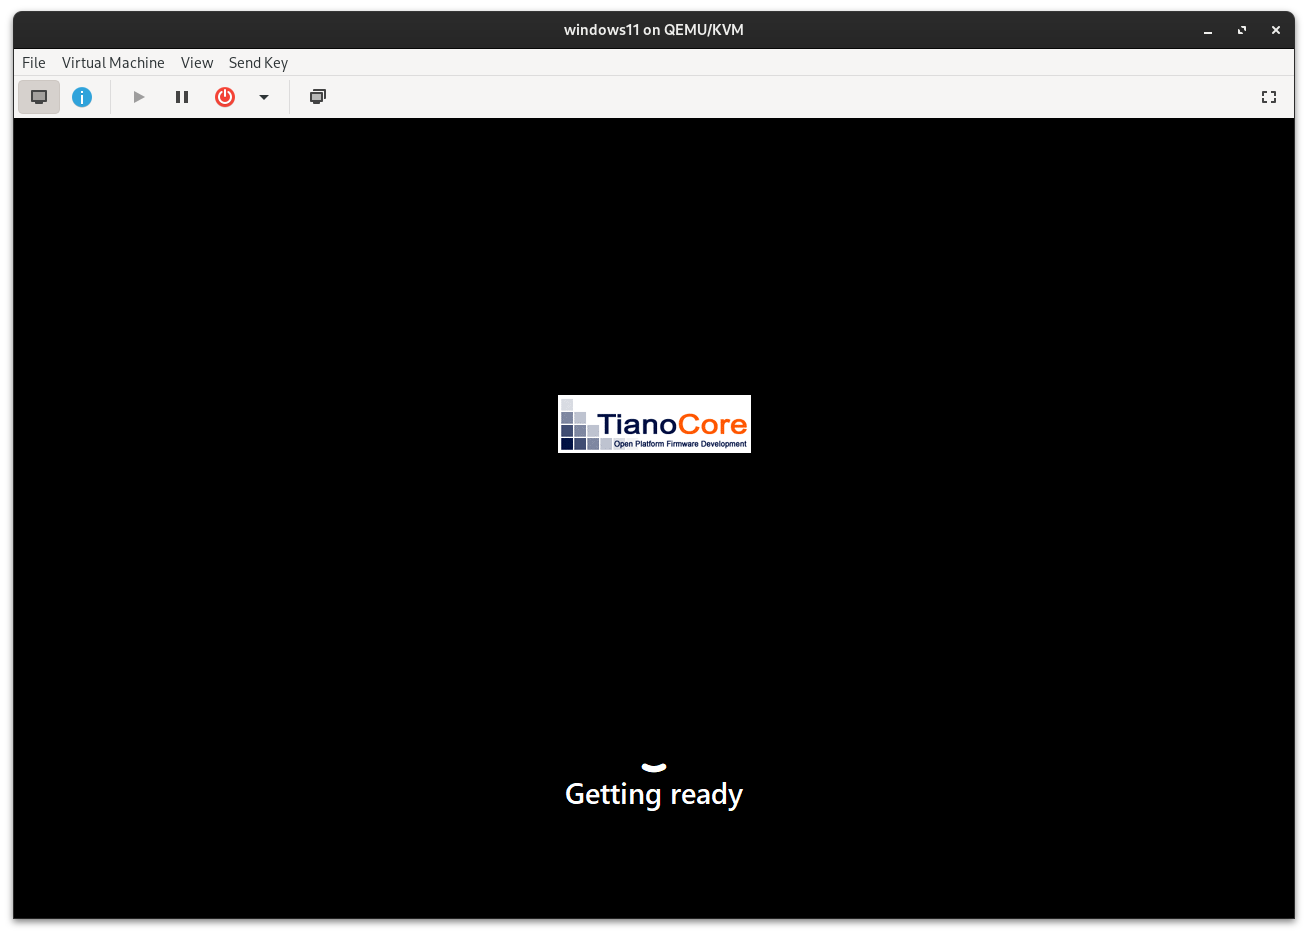 windows11 on QEMU/KVM
File Virtual Machine View Send Key
TianoCore
Open Platform Firmware Development
Getting ready